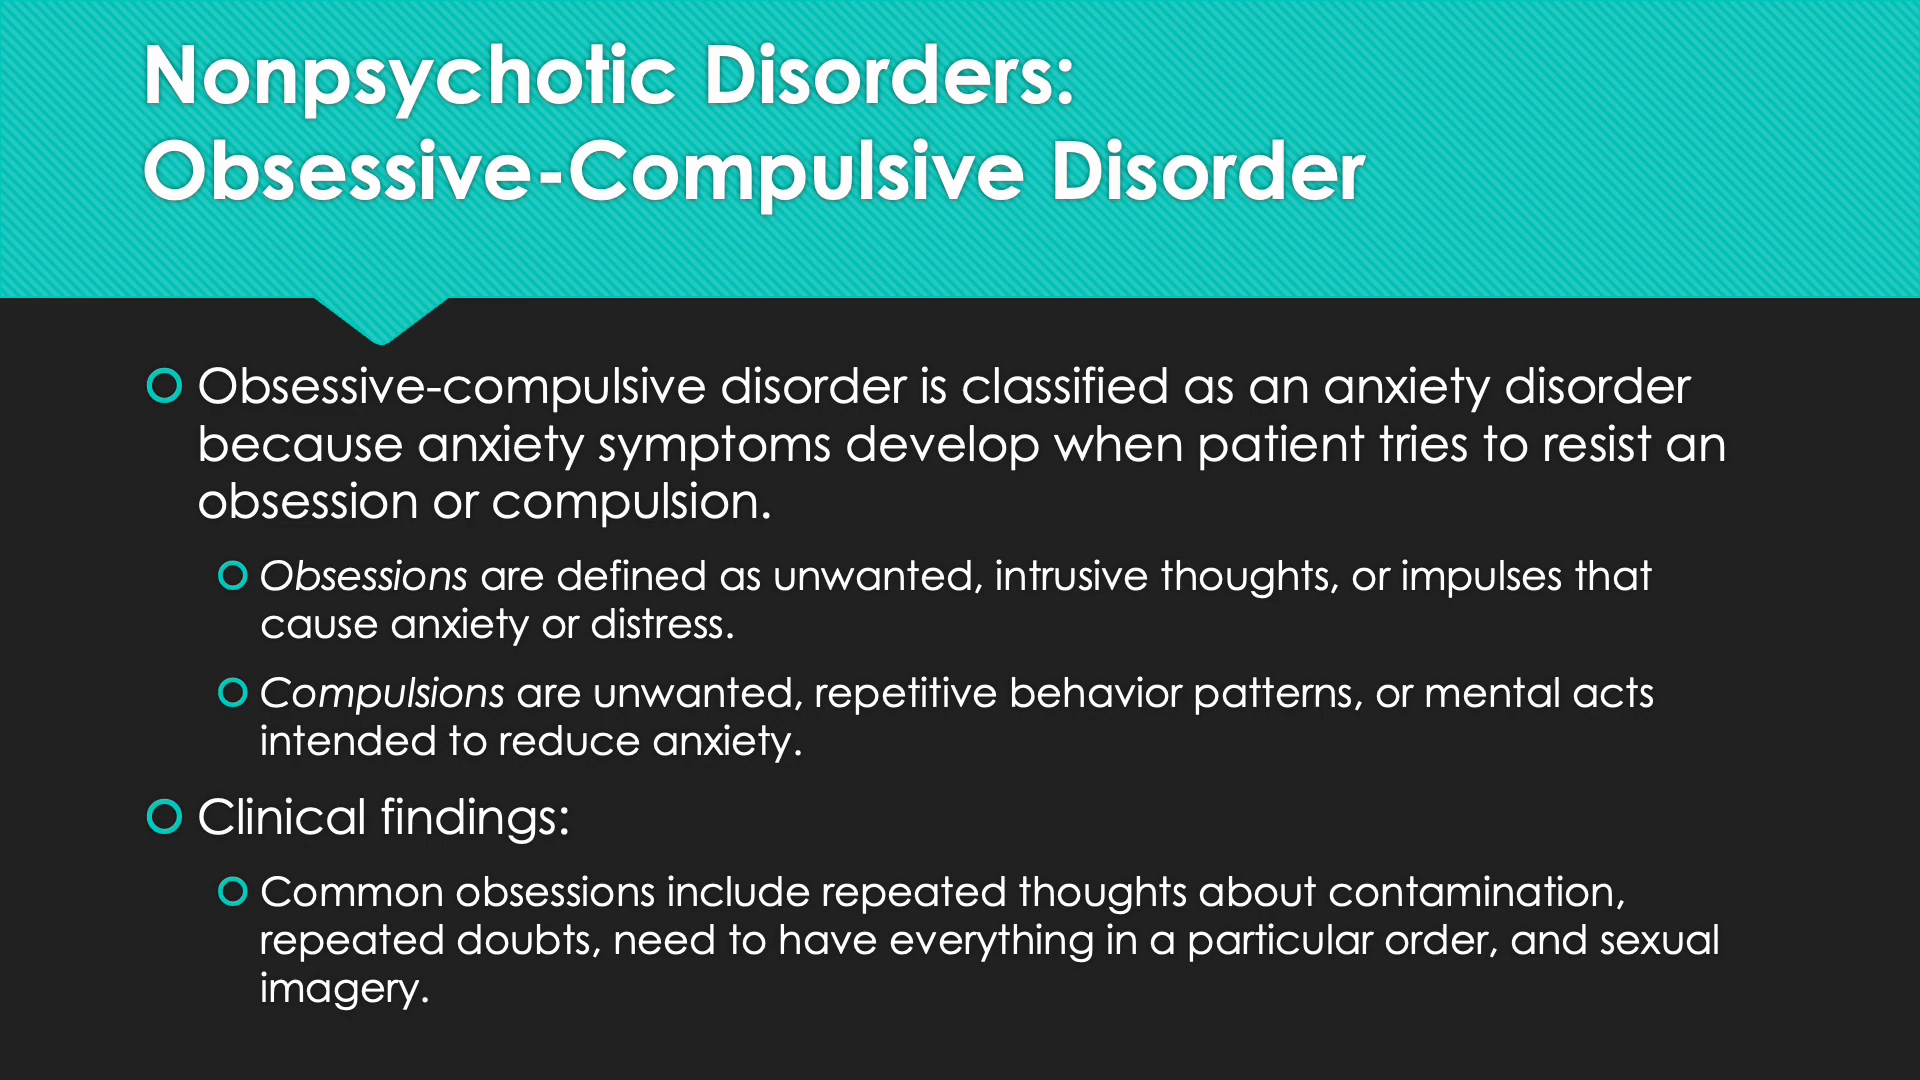 Nonpsychotic Disorders:
Obsessive-Compulsive Disorder
Obsessive-compulsive disorder is classified as an anxiety disorder
because anxiety symptoms develop when patient tries to resist an
obsession or compulsion.
Obsessions are defined as unwanted, intrusive thoughts, or impulses that
cause anxiety or distress.
Compulsions are unwanted, repetitive behavior patterns, or mental acts
intended to reduce anxiety.
Clinical findings:
Common obsessions include repeated thoughts about contamination,
repeated doubts, need to have everything in a particular order, and sexual
imagery.